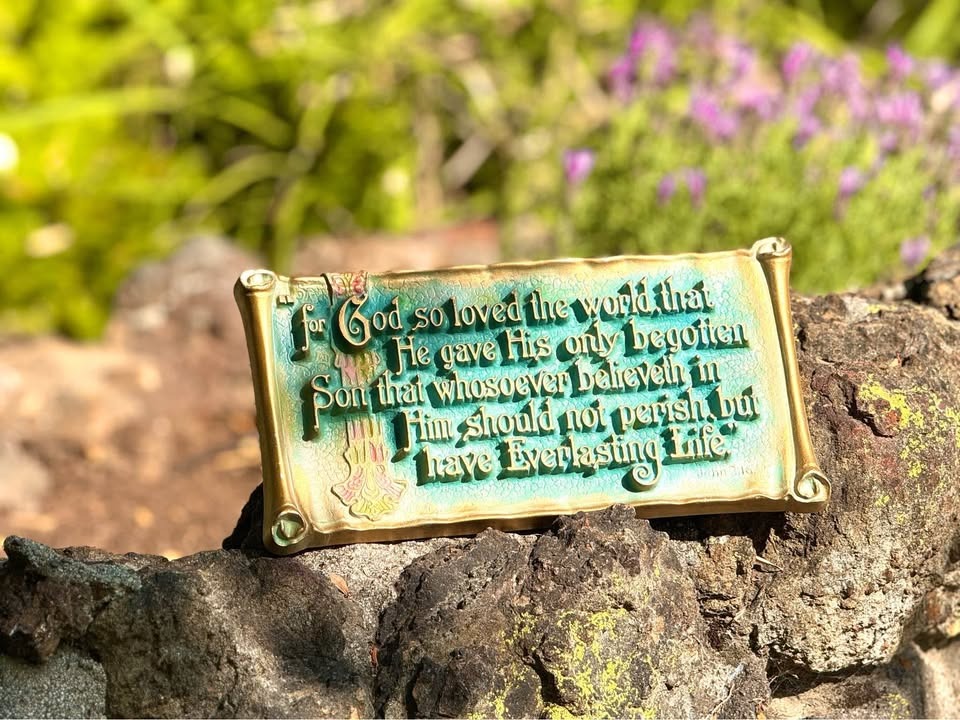 "for God so loved the world, that
He gave His only begotten
Son that whosoever believeth in
Him should not perish, but
have Everlasting Life."